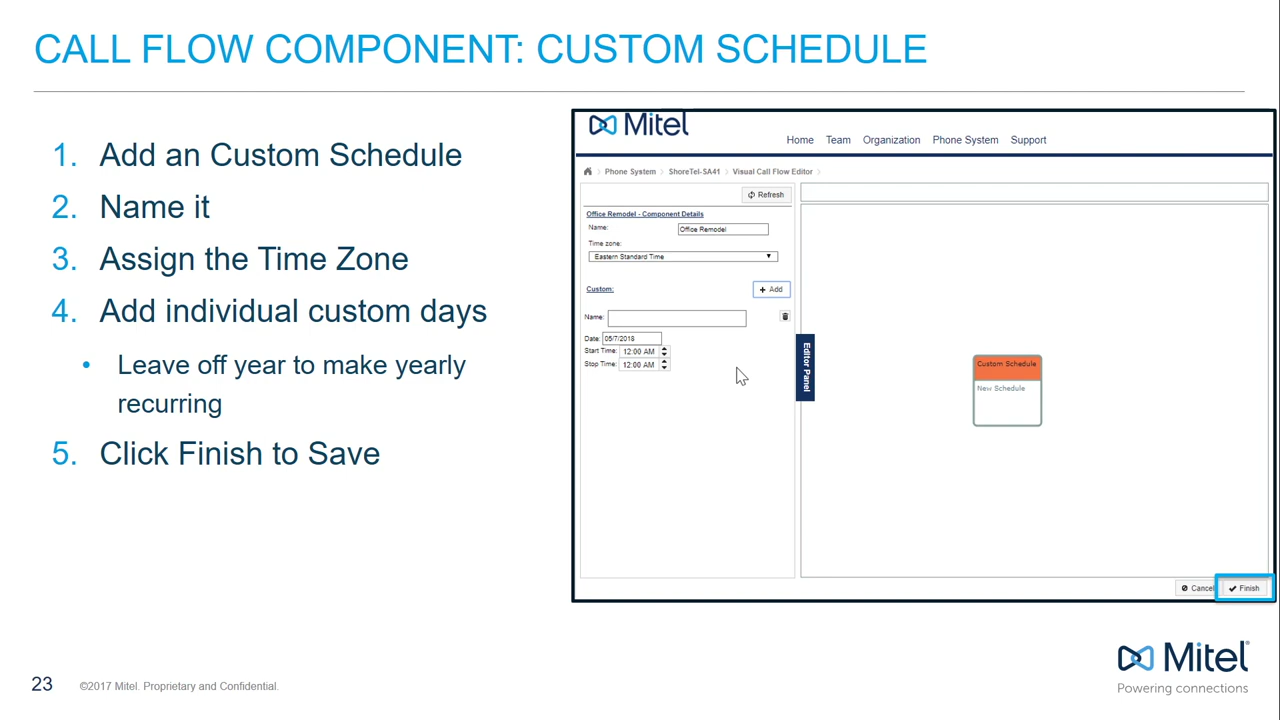 CALL FLOW COMPONENT: CUSTOM SCHEDULE
1. Add an Custom Schedule
2. Name it
3. Assign the Time Zone
4. Add individual custom days
• Leave off year to make yearly
recurring
5. Click Finish to Save
Mitel
Home Team Organization Phone System Support
Phone System > ShoreTel-SA41 > Visual Call Flow Editor >
Refresh
Office Remodel - Component Details
Name: Office Remodel
Time zone:
Eastern Standard Time
Custom: + Add
Name:
Date: 05/7/2018
Start Time: 12:00 AM
Stop Time: 12:00 AM
Editor Panel
Custom Schedule
New Schedule
Cancel Finish
23 ©2017 Mitel. Proprietary and Confidential.
Mitel®
Powering connections